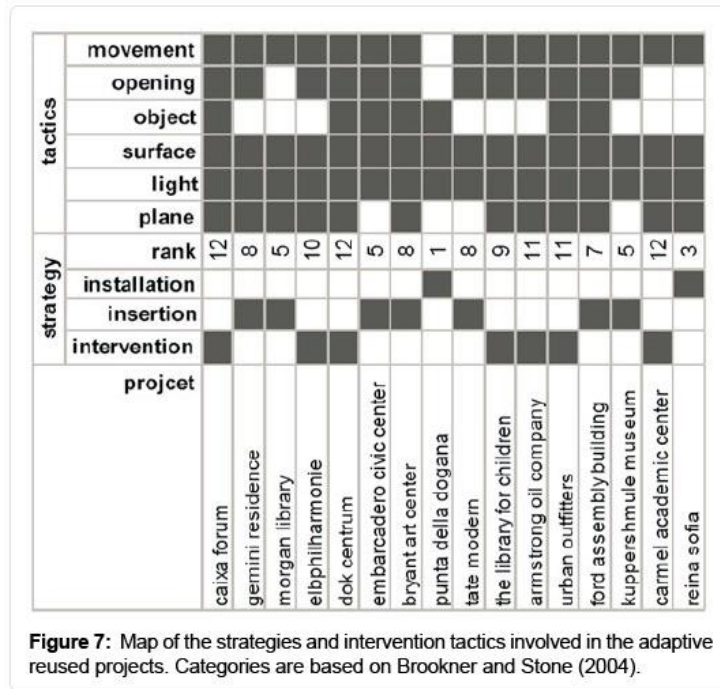 tactics
movement
opening
object
surface
light
plane
strategy
rank 12 8 5 10 12 5 8 1 8 9 11 11 7 5 12 3
installation
insertion
intervention
projcet
caixa forum
gemini residence
morgan library
elbphilharmonie
dok centrum
embarcadero civic center
bryant art center
punta della dogana
tate modern
the library for children
armstrong oil company
urban outfitters
ford assembly building
kuppershmule museum
carmel academic center
reina sofia
Figure 7: Map of the strategies and intervention tactics involved in the adaptive
reused projects. Categories are based on Brookner and Stone (2004).